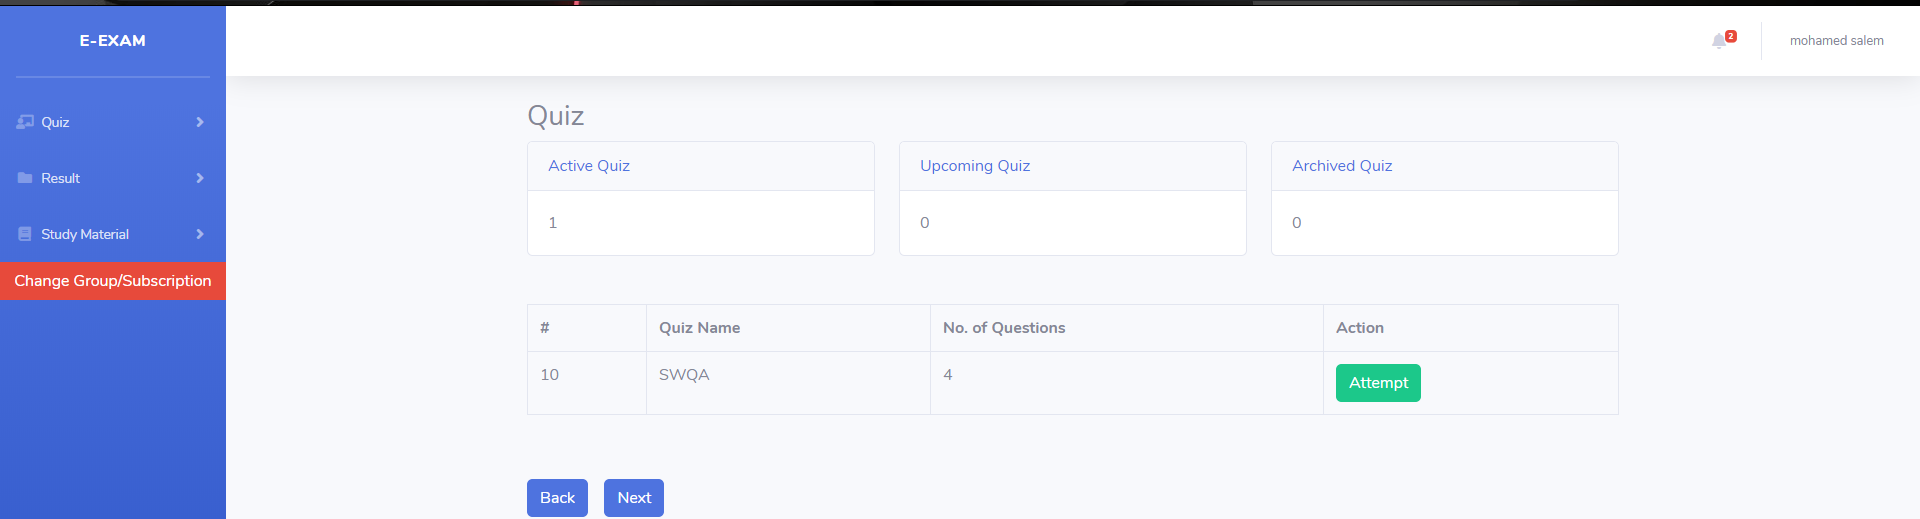 E-EXAM
2
mohamed salem
Quiz
Result
Study Material
Change Group/Subscription
Quiz
Active Quiz
1
Upcoming Quiz
0
Archived Quiz
0
# Quiz Name No. of Questions Action
10 SWQA 4 Attempt
Back Next